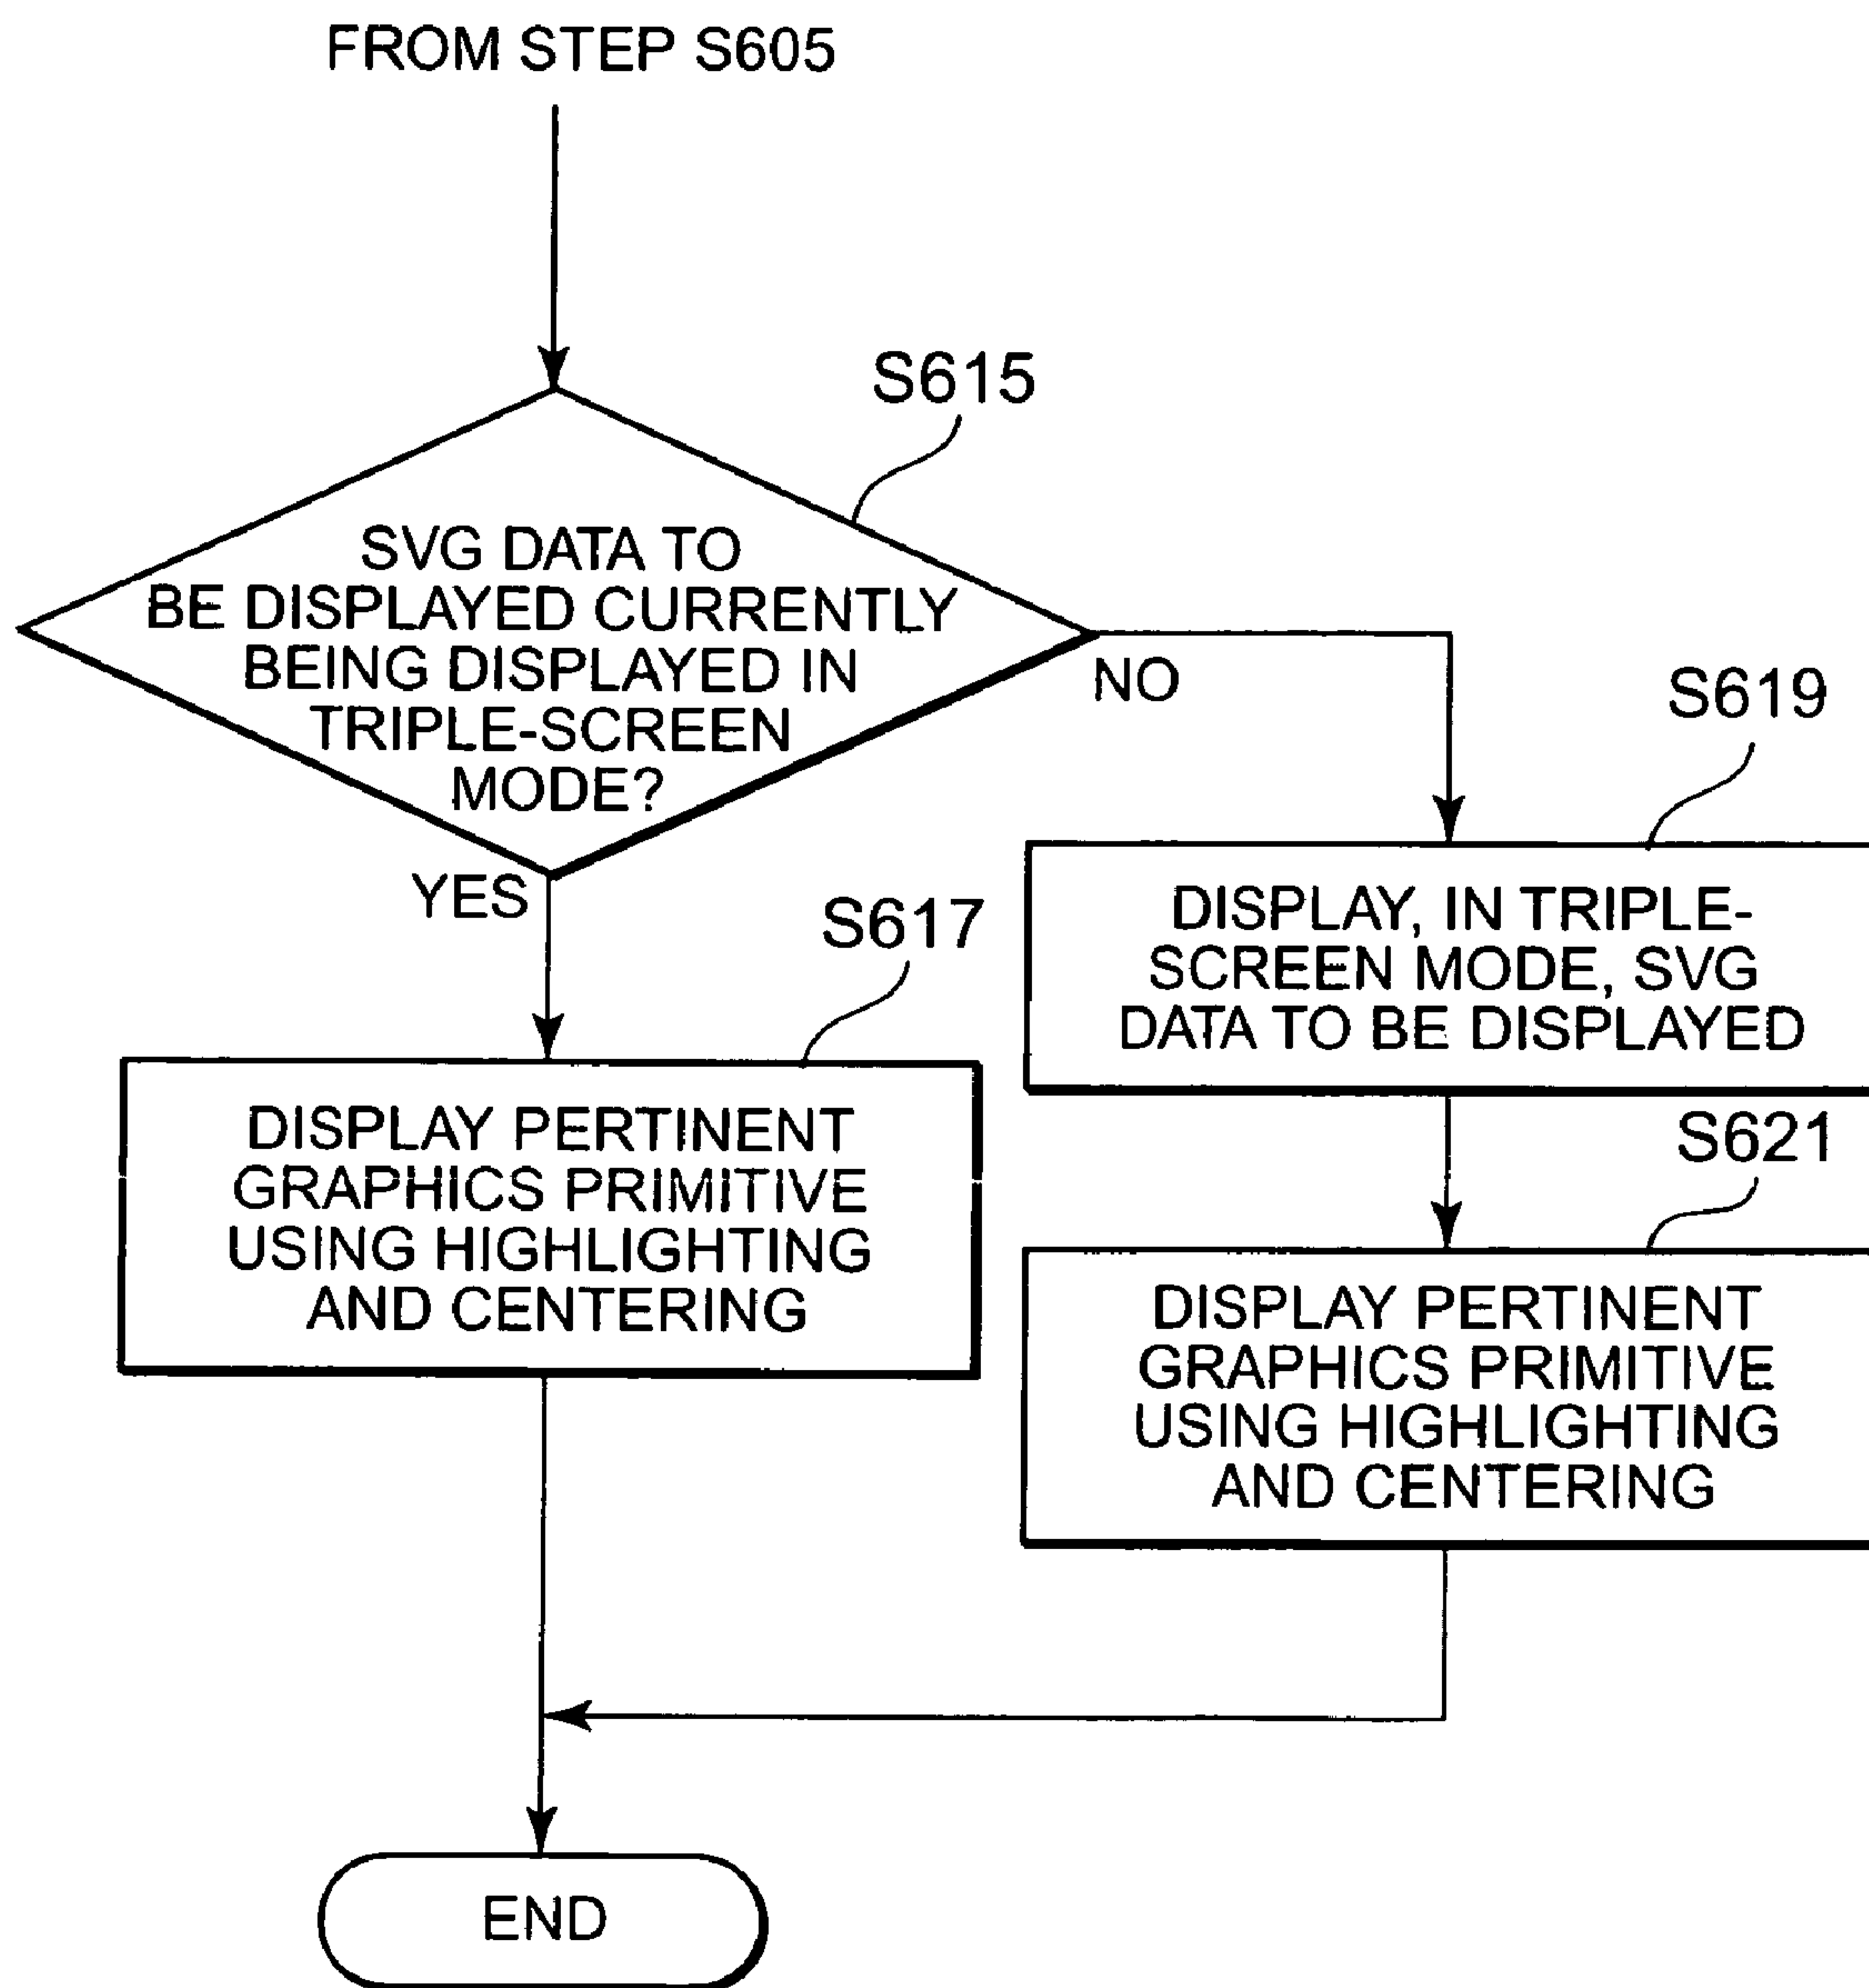 FROM STEP S605
S615
SVG DATA TO
BE DISPLAYED CURRENTLY
BEING DISPLAYED IN
TRIPLE-SCREEN
MODE?
NO
YES
S619
DISPLAY, IN TRIPLE-
SCREEN MODE, SVG
DATA TO BE DISPLAYED
S617
DISPLAY PERTINENT
GRAPHICS PRIMITIVE
USING HIGHLIGHTING
AND CENTERING
S621
DISPLAY PERTINENT
GRAPHICS PRIMITIVE
USING HIGHLIGHTING
AND CENTERING
END